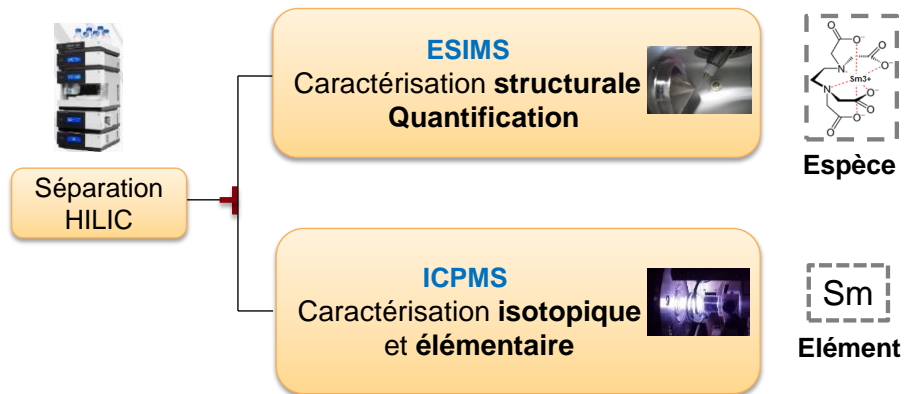 ESIMS
Caractérisation structurale
Quantification
Séparation
HILIC
ICPMS
Caractérisation isotopique
et élémentaire
O
O⁻
O
O⁻
N
Sm3+
N
O⁻
O
O
O⁻
Espèce
Sm
Elément